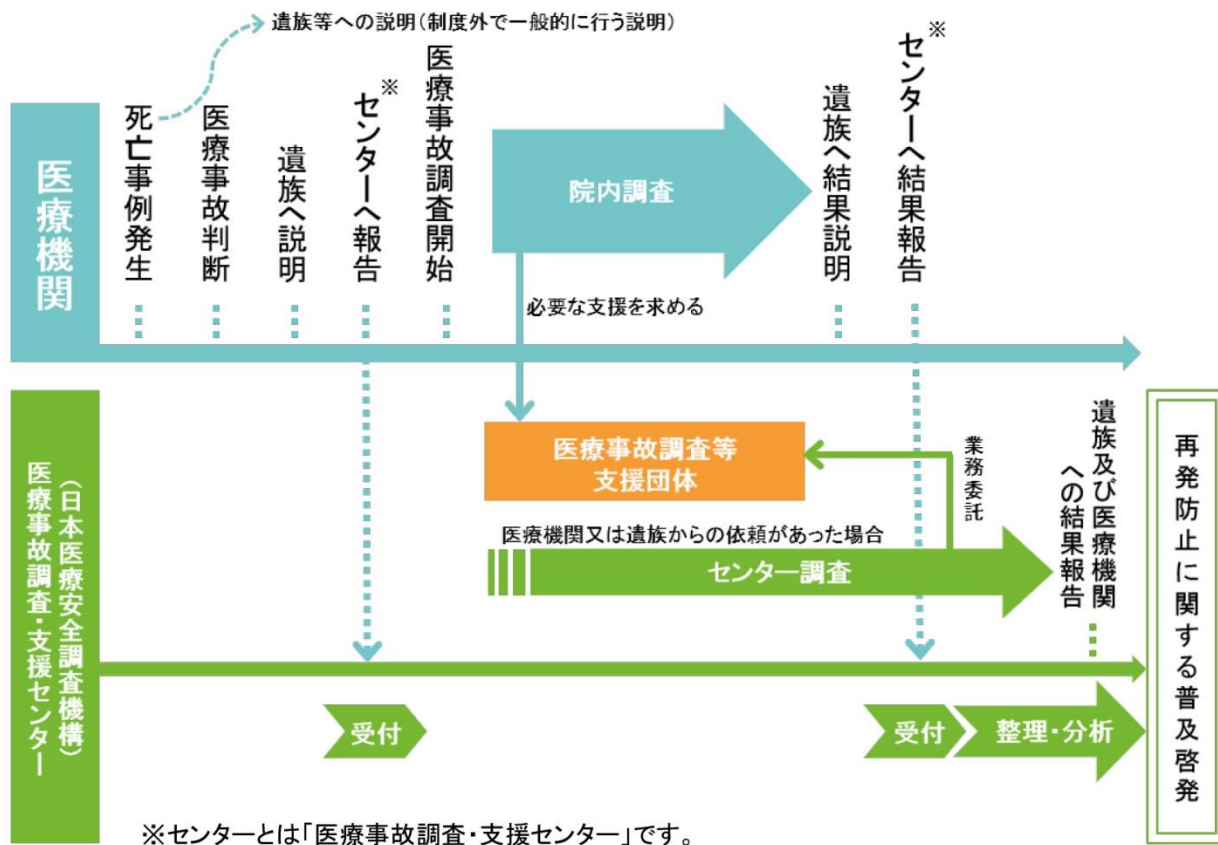 遺族等への説明(制度外で一般的に行う説明)
医療機関
死亡事例発生
医療事故判断
遺族へ説明
センターへ報告
※
医療事故調査開始
院内調査
遺族へ結果説明
センターへ結果報告
※
必要な支援を求める
医療事故調査等
支援団体
業務委託
医療機関又は遺族からの依頼があった場合
センター調査
遺族及び医療機関
への結果報告
再発防止に関する普及啓発
(日本医療安全調査機構)
医療事故調査・支援センター
受付
受付
整理・分析
※センターとは「医療事故調査・支援センター」です。